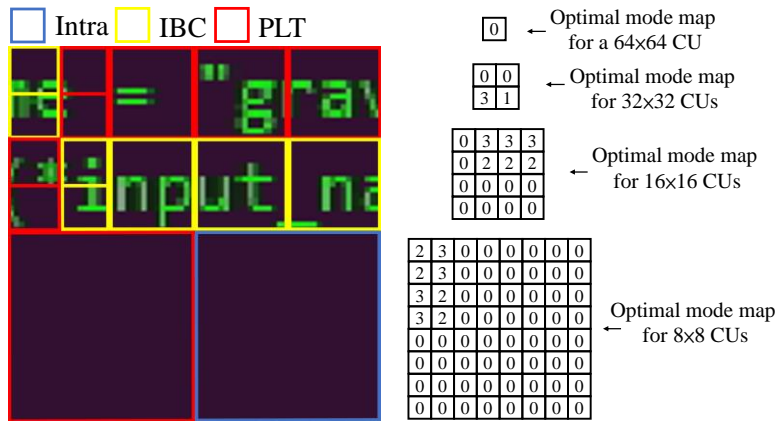 Intra IBC PLT
me = "grav
(*input_na
0
Optimal mode map
for a 64×64 CU
0 0
3 1
Optimal mode map
for 32×32 CUs
0 3 3 3
0 2 2 2
0 0 0 0
0 0 0 0
Optimal mode map
for 16×16 CUs
2 3 0 0 0 0 0 0
2 3 0 0 0 0 0 0
3 2 0 0 0 0 0 0
3 2 0 0 0 0 0 0
0 0 0 0 0 0 0 0
0 0 0 0 0 0 0 0
0 0 0 0 0 0 0 0
0 0 0 0 0 0 0 0
Optimal mode map
for 8×8 CUs